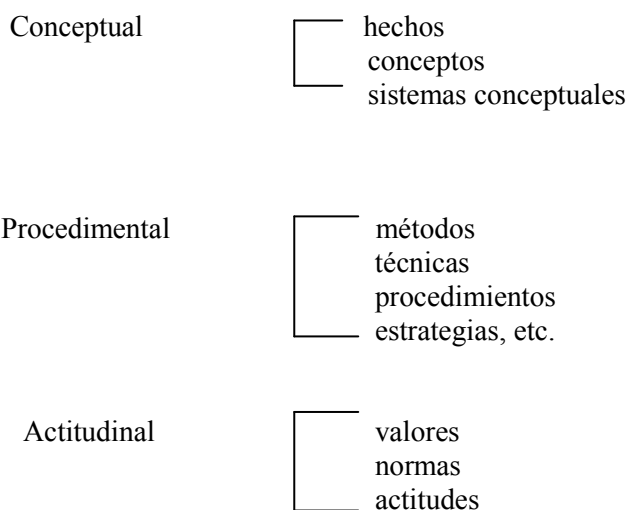 Conceptual hechos
conceptos
sistemas conceptuales
Procedimental métodos
técnicas
procedimientos
estrategias, etc.
Actitudinal valores
normas
actitudes